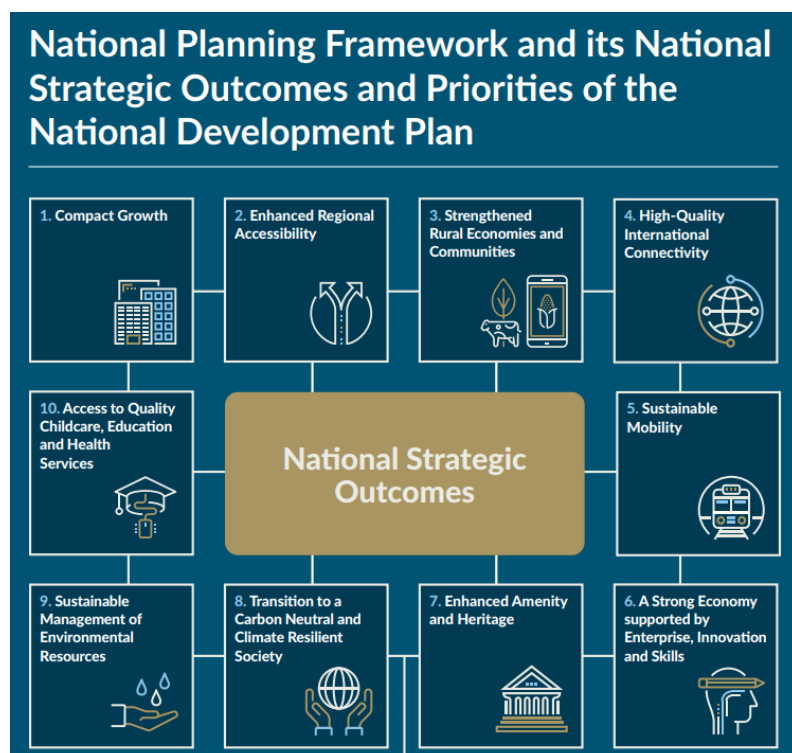 National Planning Framework and its National
Strategic Outcomes and Priorities of the
National Development Plan
1. Compact Growth
2. Enhanced Regional
Accessibility
3. Strengthened
Rural Economies and
Communities
4. High-Quality
International
Connectivity
10. Access to Quality
Childcare, Education
and Health
Services
National Strategic
Outcomes
5. Sustainable
Mobility
9. Sustainable
Management of
Environmental
Resources
8. Transition to a
Carbon Neutral and
Climate Resilient
Society
7. Enhanced Amenity
and Heritage
6. A Strong Economy
supported by
Enterprise, Innovation
and Skills